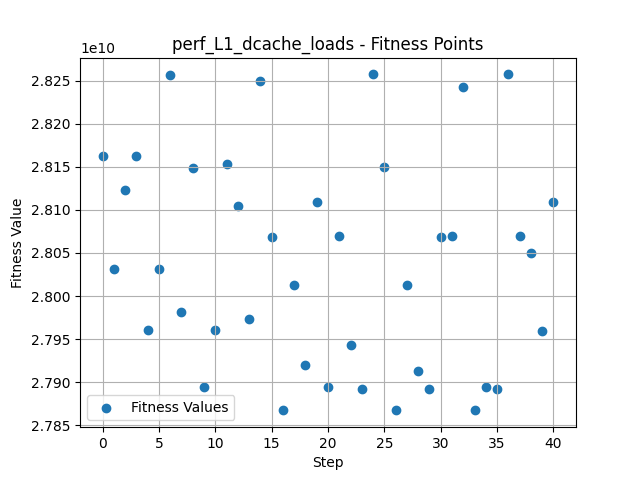 perf_L1_dcache_loads - Fitness Points
1e10
2.825
2.820
2.815
2.810
2.805
2.800
2.795
2.790
2.785
Fitness Value
Fitness Values
0 5 10 15 20 25 30 35 40
Step